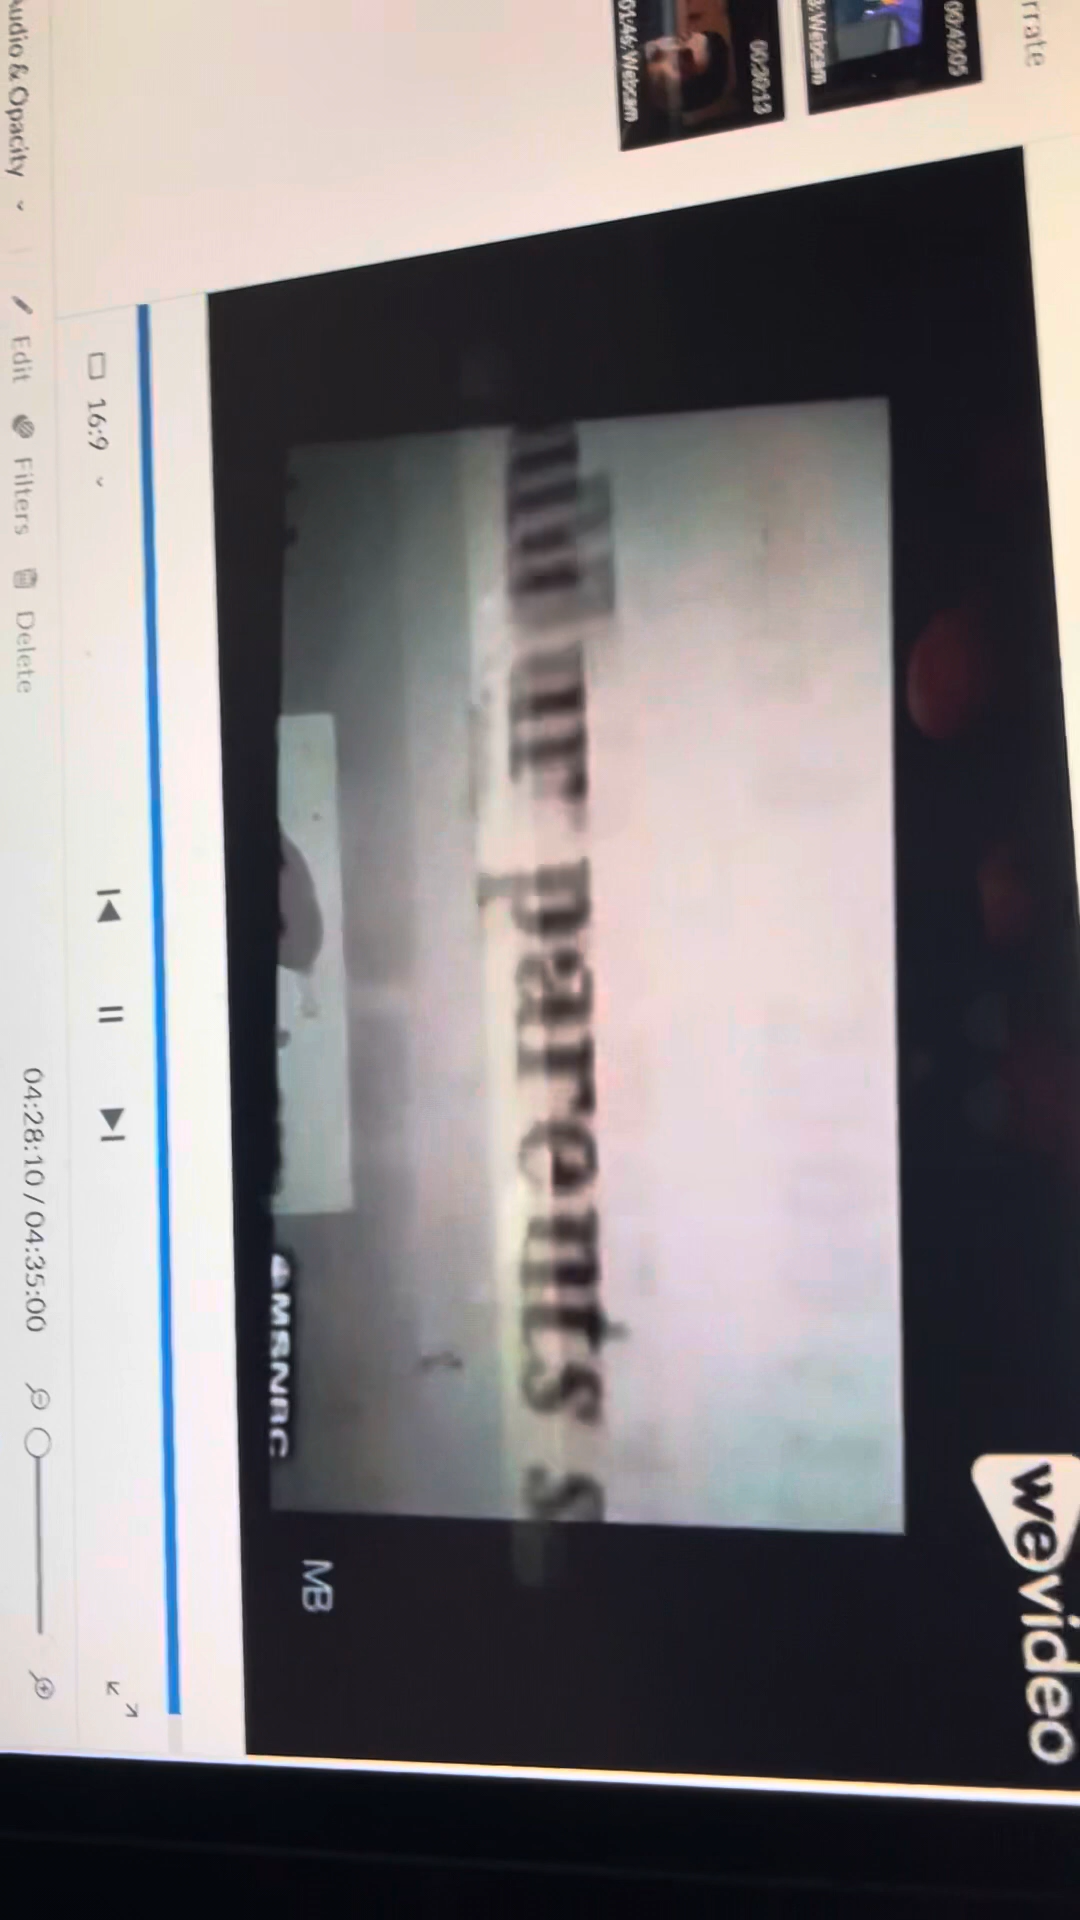 rrate
00:43:05
Webcam
00:20:13
01:46: Webcam
wevideo
ur parents s
MSNBC
MB
16:9
udio & Opacity
Edit
Filters
Delete
04:28:10 / 04:35:00